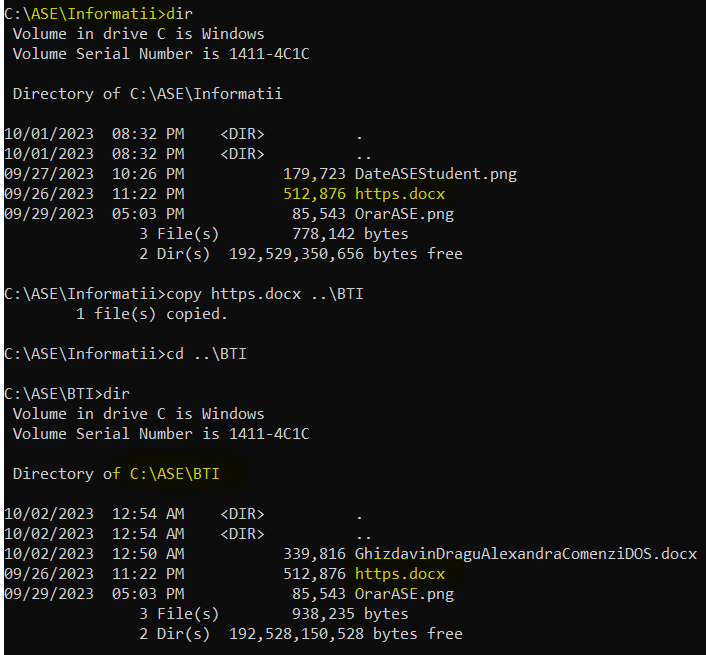 C:\ASE\Informatii>dir
Volume in drive C is Windows
Volume Serial Number is 1411-4C1C
Directory of C:\ASE\Informatii
10/01/2023  08:32 PM    <DIR>          .
10/01/2023  08:32 PM    <DIR>          ..
09/27/2023  10:26 PM           179,723 DateASEStudent.png
09/26/2023  11:22 PM           512,876 https.docx
09/29/2023  05:03 PM            85,543 OrarASE.png
3 File(s)        778,142 bytes
2 Dir(s)  192,529,350,656 bytes free
C:\ASE\Informatii>copy https.docx ..\BTI
1 file(s) copied.
C:\ASE\Informatii>cd ..\BTI
C:\ASE\BTI>dir
Volume in drive C is Windows
Volume Serial Number is 1411-4C1C
Directory of C:\ASE\BTI
10/02/2023  12:54 AM    <DIR>          .
10/02/2023  12:54 AM    <DIR>          ..
10/02/2023  12:50 AM           339,816 GhizdavinDraguAlexandraComenziDOS.docx
09/26/2023  11:22 PM           512,876 https.docx
09/29/2023  05:03 PM            85,543 OrarASE.png
3 File(s)        938,235 bytes
2 Dir(s)  192,528,150,528 bytes free